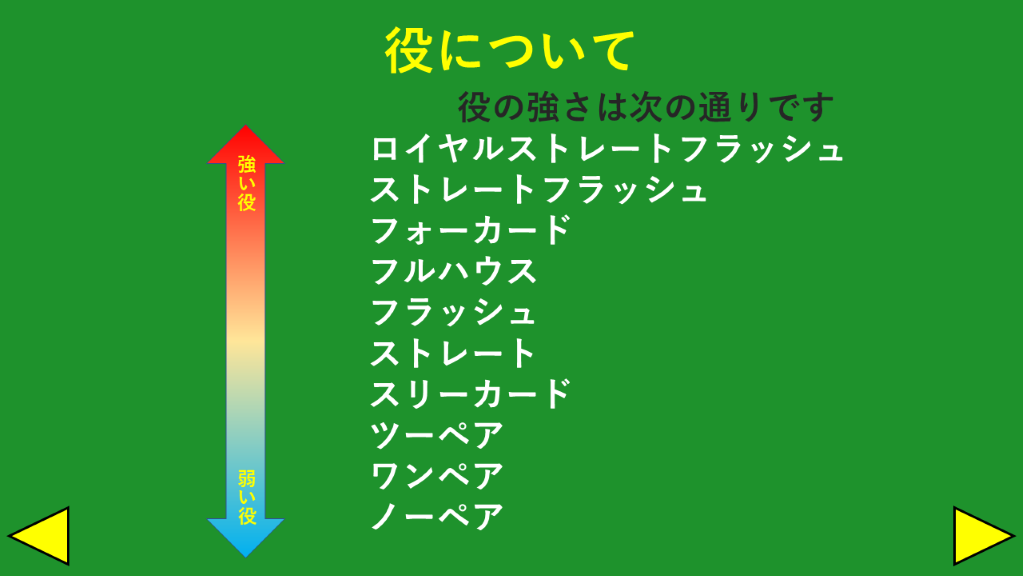 役について
役の強さは次の通りです
強い役
ロイヤルストレートフラッシュ
ストレートフラッシュ
フォーカード
フルハウス
フラッシュ
ストレート
スリーカード
ツーペア
ワンペア
ノーペア
弱い役